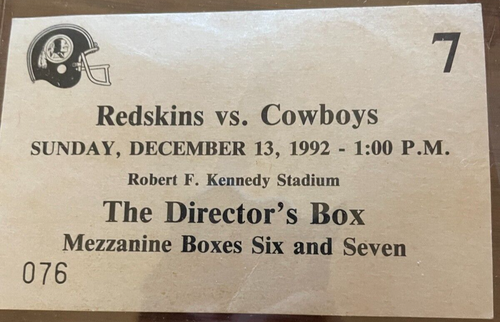 7
Redskins vs. Cowboys
SUNDAY, DECEMBER 13, 1992 - 1:00 P.M.
Robert F. Kennedy Stadium
The Director's Box
Mezzanine Boxes Six and Seven
076